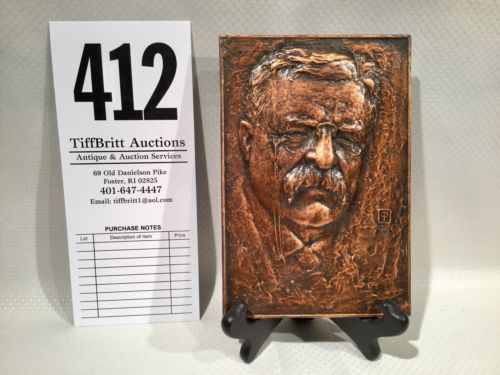 412
TiffBritt Auctions
Antique & Auction Services
69 Old Danielson Pike
Foster, RI 02825
401-647-4447
Email: tiffbritt1@aol.com
PURCHASE NOTES
Lot Description of Item Price